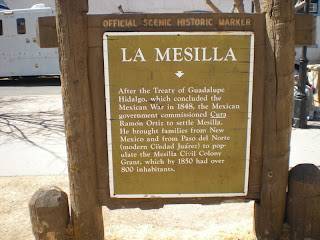 OFFICIAL SCENIC HISTORIC MARKER
LA MESILLA
After the Treaty of Guadalupe
Hidalgo, which concluded the
Mexican War in 1848, the Mexican
government commissioned Cura
Ramón Ortiz to settle Mesilla.
He brought families from New
Mexico and from Paso del Norte
(modern Ciudad Juárez) to pop-
ulate the Mesilla Civil Colony
Grant, which by 1850 had over
800 inhabitants.